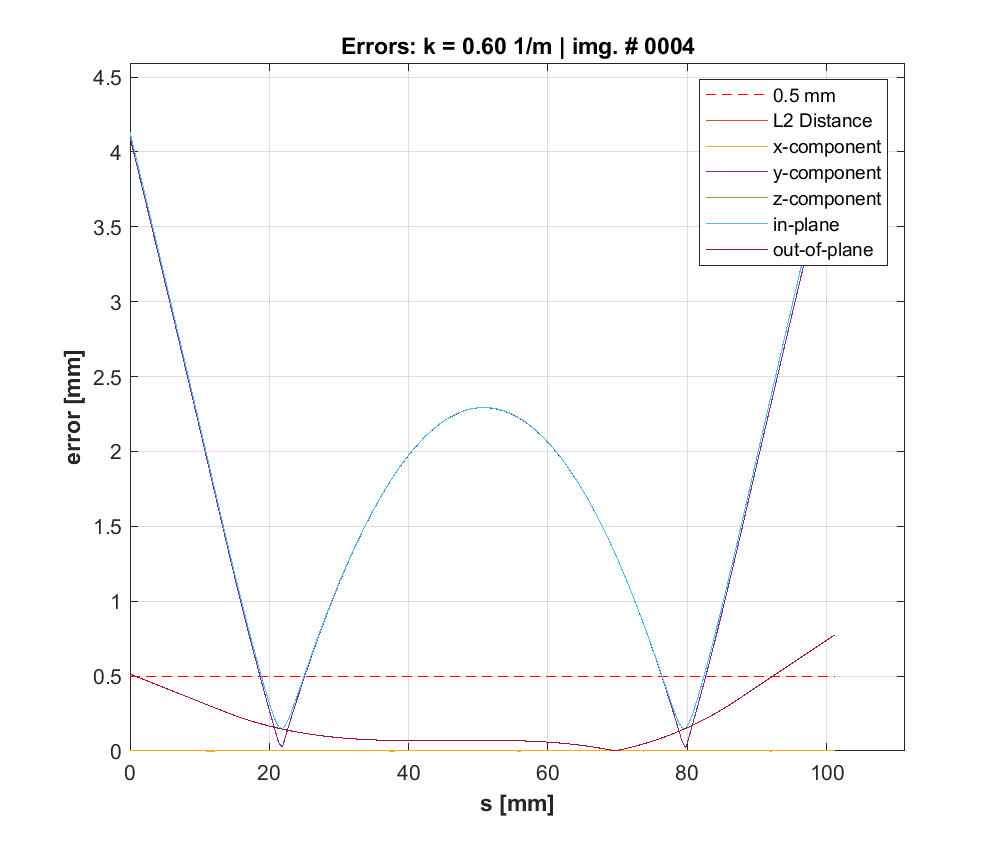 Errors: k = 0.60 1/m | img. # 0004
4.5
4
3.5
3
2.5
2
1.5
1
0.5
0
error [mm]
0.5 mm
L2 Distance
x-component
y-component
z-component
in-plane
out-of-plane
0 20 40 60 80 100
s [mm]